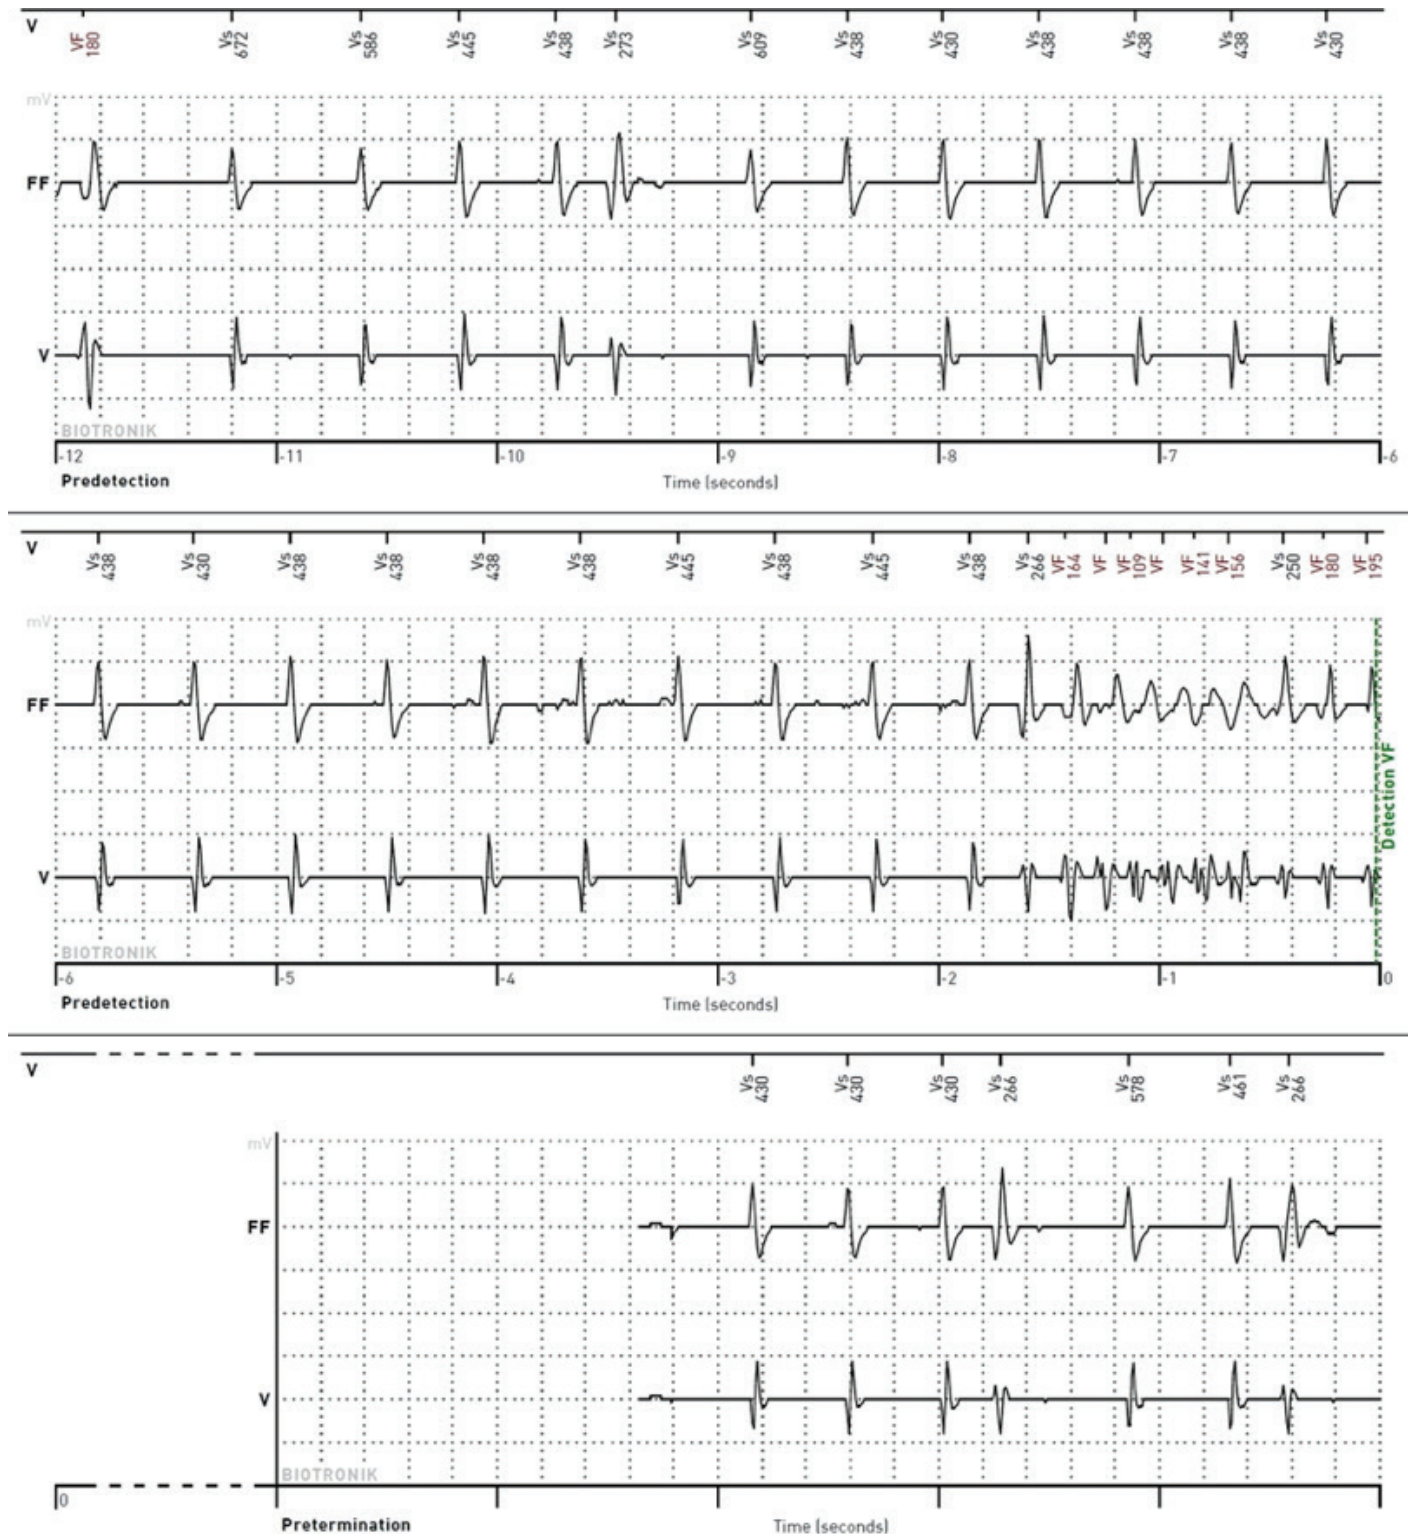 V
VF 180 Vs 672 Vs 586 Vs 445 Vs 438 Vs 273 Vs 609 Vs 438 Vs 430 Vs 438 Vs 438 Vs 438 Vs 430
mV
FF
V
BIOTRONIK
-12 -11 -10 -9 -8 -7 -6
Predetection Time (seconds)
V
Vs 438 Vs 430 Vs 438 Vs 438 Vs 438 Vs 438 Vs 445 Vs 438 Vs 445 Vs 438 Vs 266 VF 164 VF VF 109 VF VF 141 VF 156 Vs 250 VF 180 VF 195
mV
FF
Detection VF
V
BIOTRONIK
-6 -5 -4 -3 -2 -1 0
Predetection Time (seconds)
V
Vs 430 Vs 430 Vs 430 Vs 266 Vs 578 Vs 461 Vs 266
mV
FF
V
BIOTRONIK
0
Pretermination Time (seconds)